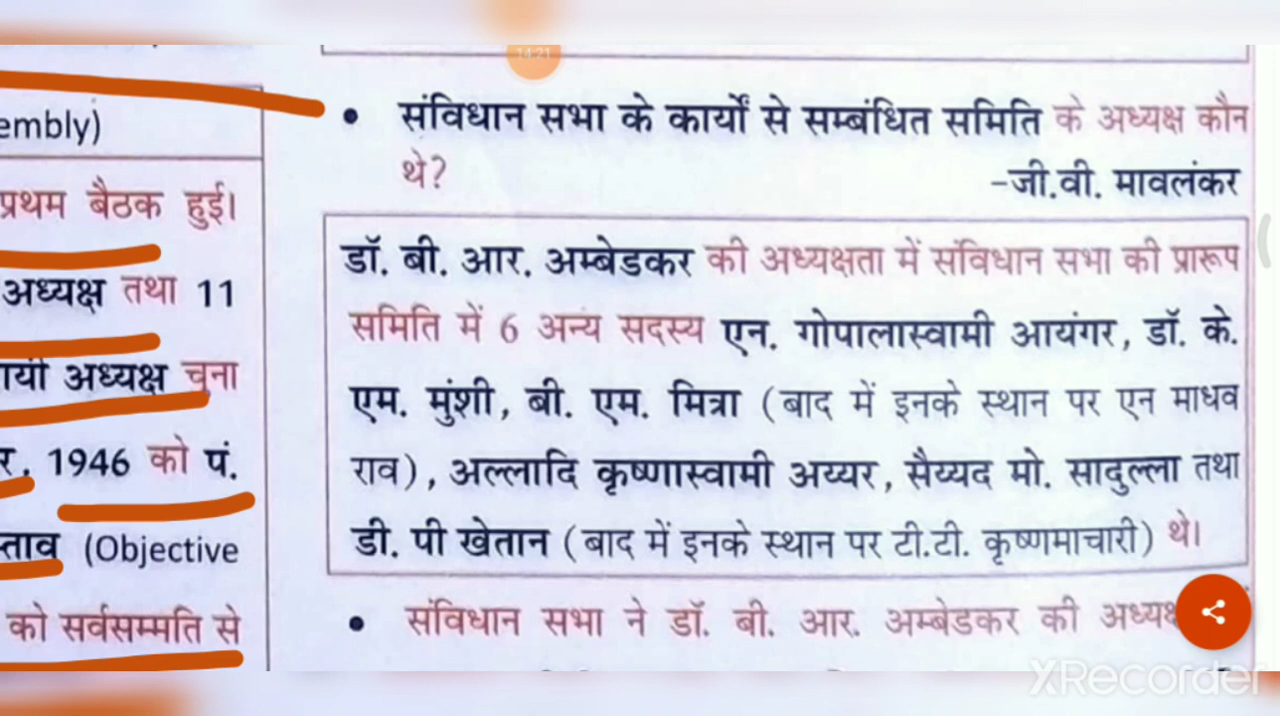 14:21
embly)
प्रथम बैठक हुई।
अध्यक्ष तथा 11
अध्यक्ष चुना
1946 को पं.
(Objective
को सर्वसम्मति से
• संविधान सभा के कार्यों से सम्बंधित समिति के अध्यक्ष कौन
थे?
-जी.वी. मावलंकर
डॉ. बी. आर. अम्बेडकर की अध्यक्षता में संविधान सभा की प्रारूप
समिति में 6 अन्य सदस्य एन. गोपालास्वामी आयंगर, डॉ. के.
एम. मुंशी, बी. एम. मित्रा (बाद में इनके स्थान पर एन माधव
राव), अल्लादि कृष्णास्वामी अय्यर, सैय्यद मो. सादुल्ला तथा
डी. पी खेतान (बाद में इनके स्थान पर टी.टी. कृष्णमाचारी) थे।
• संविधान सभा ने डॉ. बी. आर. अम्बेडकर की
XRecorder